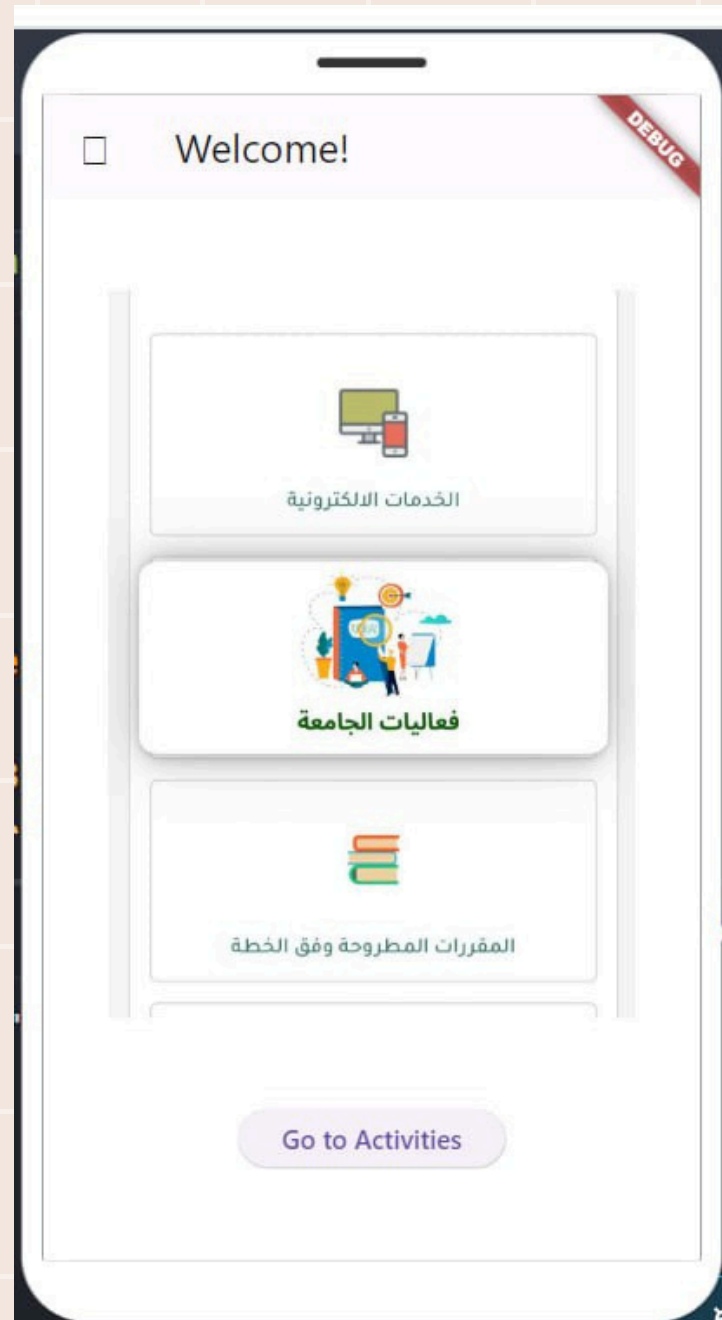 Welcome!
DEBUG
الخدمات الالكترونية
فعاليات الجامعة
المقررات المطروحة وفق الخطة
Go to Activities